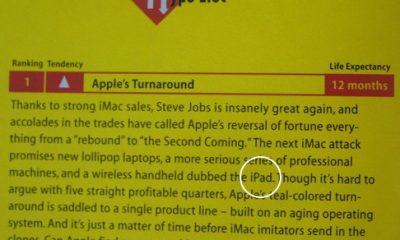 Ranking Tendency Life Expectancy
1 Apple's Turnaround 12 months
Thanks to strong iMac sales, Steve Jobs is insanely great again, and
accolades in the trades have called Apple's reversal of fortune every-
thing from a "rebound" to "the Second Coming." The next iMac attack
promises new lollipop laptops, a more serious series of professional
machines, and a wireless handheld dubbed the iPad. Though it's hard to
argue with five straight profitable quarters, Apple's teal-colored turn-
around is saddled to a single product line – built on an aging operating
system. And it's just a matter of time before iMac imitators send in the